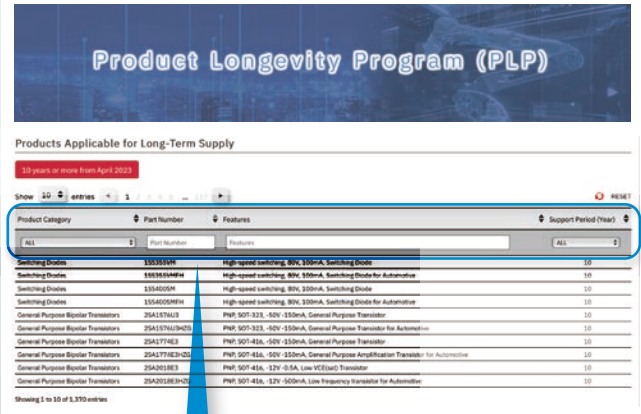 Product Longevity Program (PLP)
Products Applicable for Long-Term Supply
10 years or more from April 2023
Show 10 entries 1 2 3 4 5 ... 137
RESET
Product Category Part Number Features Support Period (Year)
ALL Part Number Features ALL
Switching Diodes 1SS355VM High-speed switching, 80V, 100mA, Switching Diode 10
Switching Diodes 1SS355VMFH High-speed switching, 80V, 100mA, Switching Diode for Automotive 10
Switching Diodes 1SS400SM High-speed switching, 80V, 100mA, Switching Diode 10
Switching Diodes 1SS400SMFH High-speed switching, 80V, 100mA, Switching Diode for Automotive 10
General Purpose Bipolar Transistors 2SA1576U3 PNP, SOT-323, -50V -150mA, General Purpose Transistor 10
General Purpose Bipolar Transistors 2SA1576U3HZG PNP, SOT-323, -50V -150mA, General Purpose Transistor for Automotive 10
General Purpose Bipolar Transistors 2SA1774E3 PNP, SOT-416, -50V -150mA, General Purpose Transistor 10
General Purpose Bipolar Transistors 2SA1774E3HZG PNP, SOT-416, -50V -150mA, General Purpose Amplification Transistor for Automotive 10
General Purpose Bipolar Transistors 2SA2018E3 PNP, SOT-416, -12V -0.5A, Low VCE(sat) Transistor 10
General Purpose Bipolar Transistors 2SA2018E3HZG PNP, SOT-416, -12V -500mA, Low frequency transistor for Automotive 10
Showing 1 to 10 of 1,370 entries